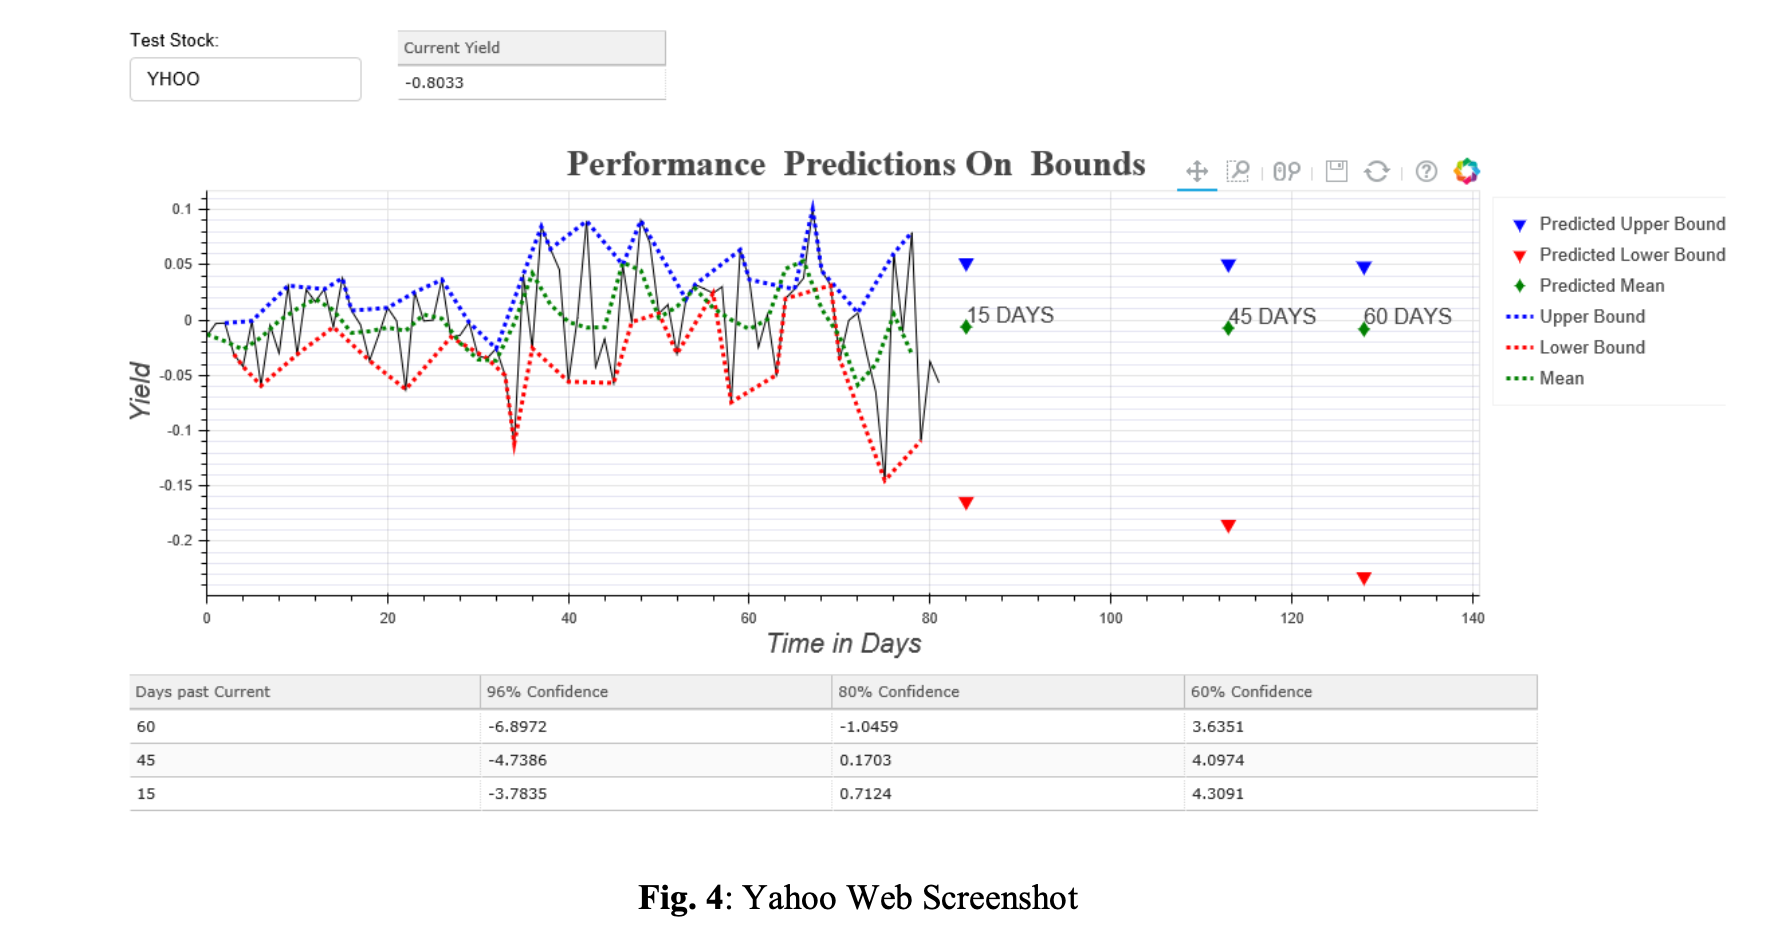 Test Stock:
YHOO
Current Yield
-0.8033
Performance Predictions On Bounds
0.1
0.05
0
-0.05
-0.1
-0.15
-0.2
Yield
0 20 40 60 80 100 120 140
Time in Days
15 DAYS
45 DAYS
60 DAYS
Predicted Upper Bound
Predicted Lower Bound
Predicted Mean
Upper Bound
Lower Bound
Mean
Days past Current 96% Confidence 80% Confidence 60% Confidence
60 -6.8972 -1.0459 3.6351
45 -4.7386 0.1703 4.0974
15 -3.7835 0.7124 4.3091
Fig. 4: Yahoo Web Screenshot